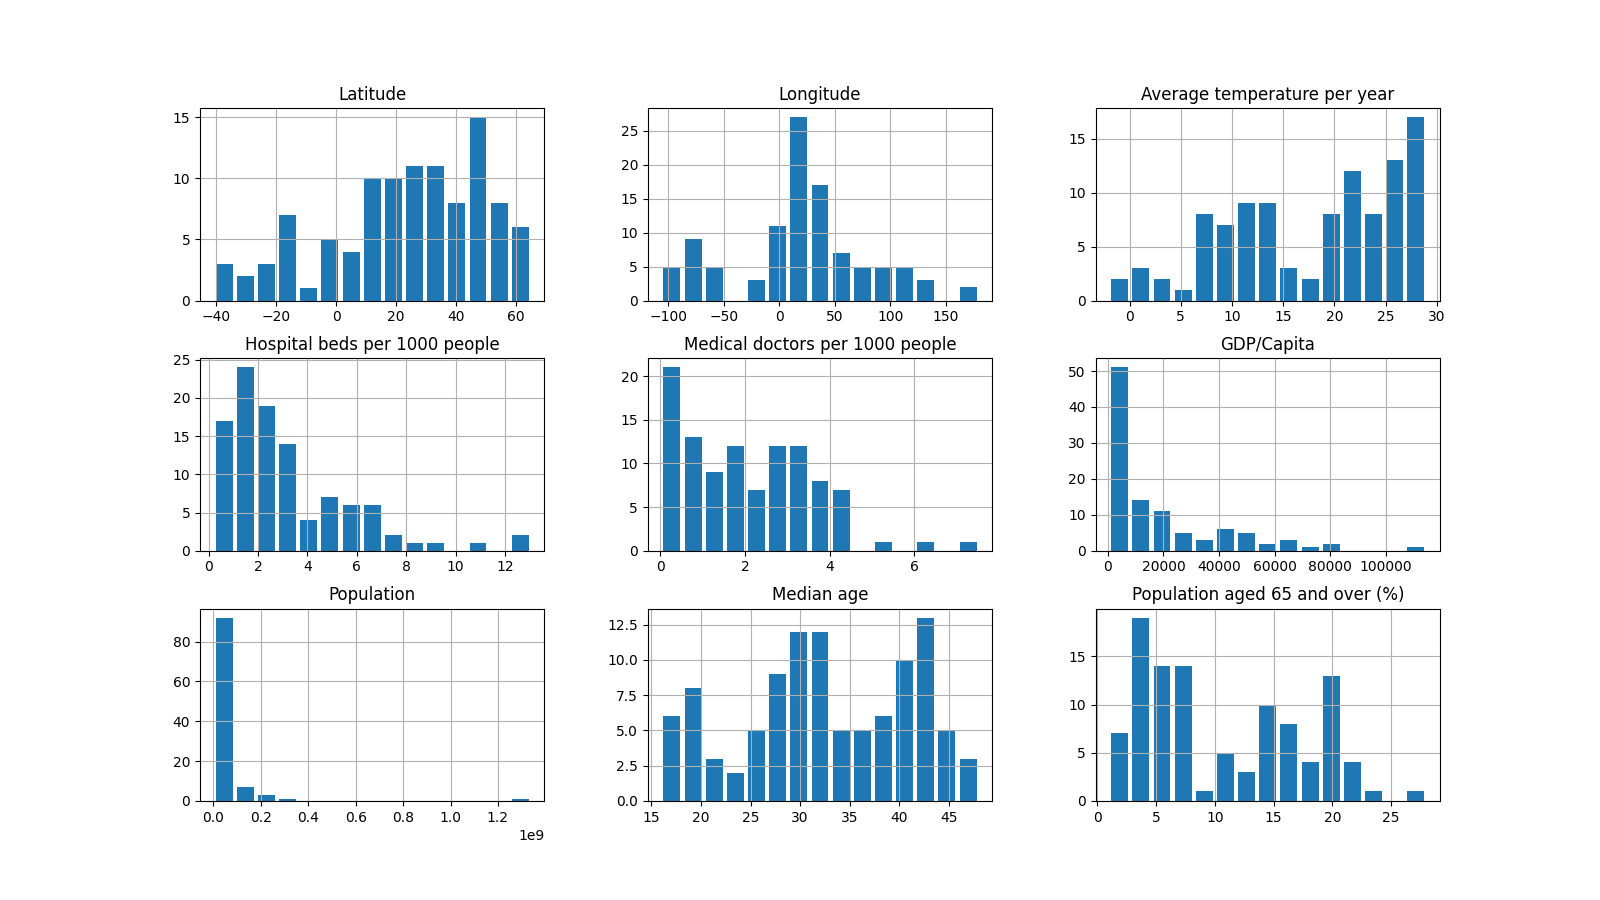 Latitude
15
10
5
0
−40 −20 0 20 40 60
Longitude
25
20
15
10
5
0
−100 −50 0 50 100 150
Average temperature per year
15
10
5
0
0 5 10 15 20 25 30
Hospital beds per 1000 people
25
20
15
10
5
0
0 2 4 6 8 10 12
Medical doctors per 1000 people
20
15
10
5
0
0 2 4 6
GDP/Capita
50
40
30
20
10
0
0 20000 40000 60000 80000 100000
Population
80
60
40
20
0
0.0 0.2 0.4 0.6 0.8 1.0 1.2
1e9
Median age
12.5
10.0
7.5
5.0
2.5
0.0
15 20 25 30 35 40 45
Population aged 65 and over (%)
15
10
5
0
0 5 10 15 20 25